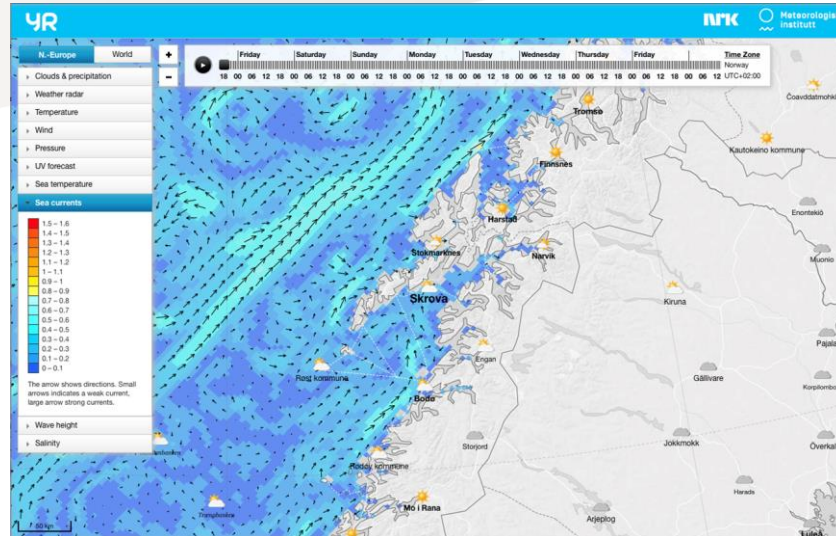 YR
NRK
Meteorologisk
institutt
N.-Europe
World
+
−
Friday Saturday Sunday Monday Tuesday Wednesday Thursday Friday
18 00 06 12 18 00 06 12 18 00 06 12 18 00 06 12 18 00 06 12 18 00 06 12 18 00 06 12 18 00 06 12
Time Zone
Norway
UTC+02:00
Clouds & precipitation
Weather radar
Temperature
Wind
Pressure
UV forecast
Sea temperature
Sea currents
1.5 – 1.6
1.4 – 1.5
1.3 – 1.4
1.2 – 1.3
1.1 – 1.2
1 – 1.1
0.9 – 1
0.8 – 0.9
0.7 – 0.8
0.6 – 0.7
0.5 – 0.6
0.4 – 0.5
0.3 – 0.4
0.2 – 0.3
0.1 – 0.2
0 – 0.1
The arrow shows directions. Small
arrows indicates a weak current,
large arrow strong currents.
Wave height
Salinity
50 km
Tromsø
Čoavddatmohki
Kautokeino kommune
Finnsnes
Enontekiö
Harstad
Stokmarknes
Narvik
Muonio
Skrova
Kiruna
Engan
Pajala
Røst kommune
Gällivare
Bodø
Korpilombolo
Storjord
Jokkmokk
Överkalix
Rødøy kommune
Harads
Mo i Rana
Arjeplog
Luleå